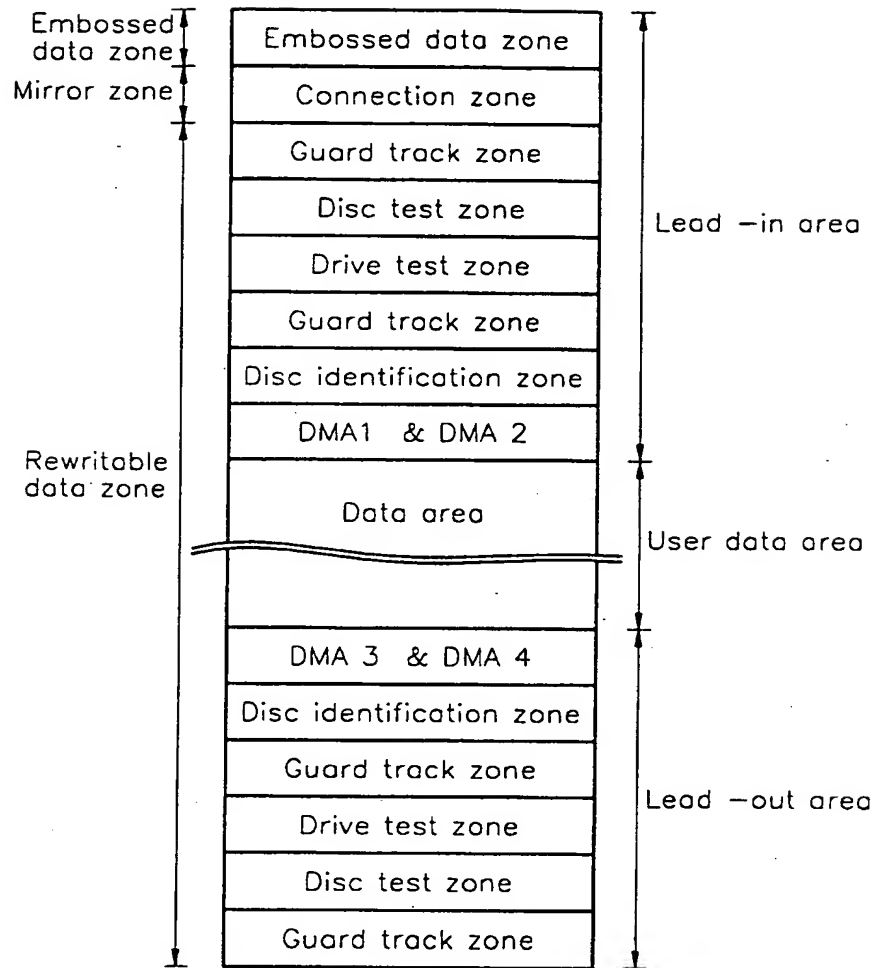 Embossed
data zone
Mirror zone
Rewritable
data zone
Embossed data zone
Connection zone
Guard track zone
Disc test zone
Drive test zone
Guard track zone
Disc identification zone
DMA1 & DMA 2
Data area
DMA 3 & DMA 4
Disc identification zone
Guard track zone
Drive test zone
Disc test zone
Guard track zone
Lead -in area
User data area
Lead -out area